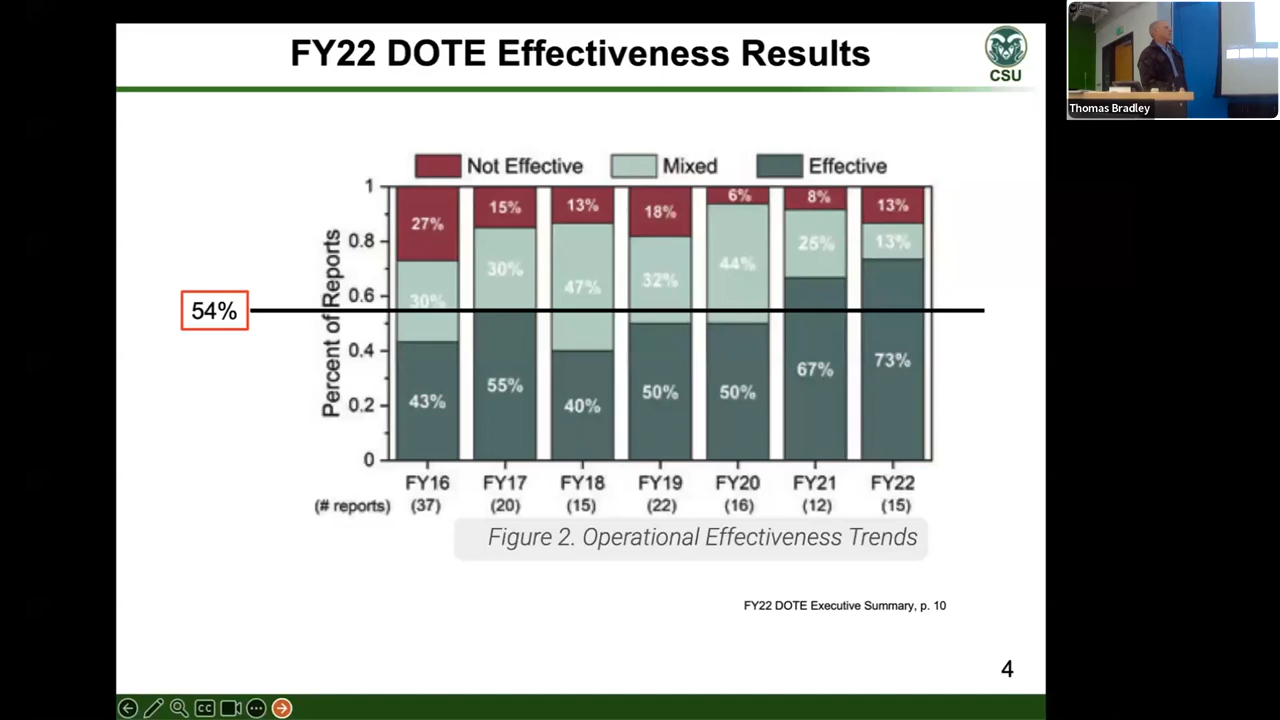 FY22 DOTE Effectiveness Results
CSU
Thomas Bradley
Not Effective Mixed Effective
Percent of Reports
1
0.8
0.6
0.4
0.2
0
54%
27% 15% 13% 18% 6% 8% 13%
30% 30% 47% 32% 44% 25% 13%
43% 55% 40% 50% 50% 67% 73%
FY16 FY17 FY18 FY19 FY20 FY21 FY22
(# reports) (37) (20) (15) (22) (16) (12) (15)
Figure 2. Operational Effectiveness Trends
FY22 DOTE Executive Summary, p. 10
4
CC